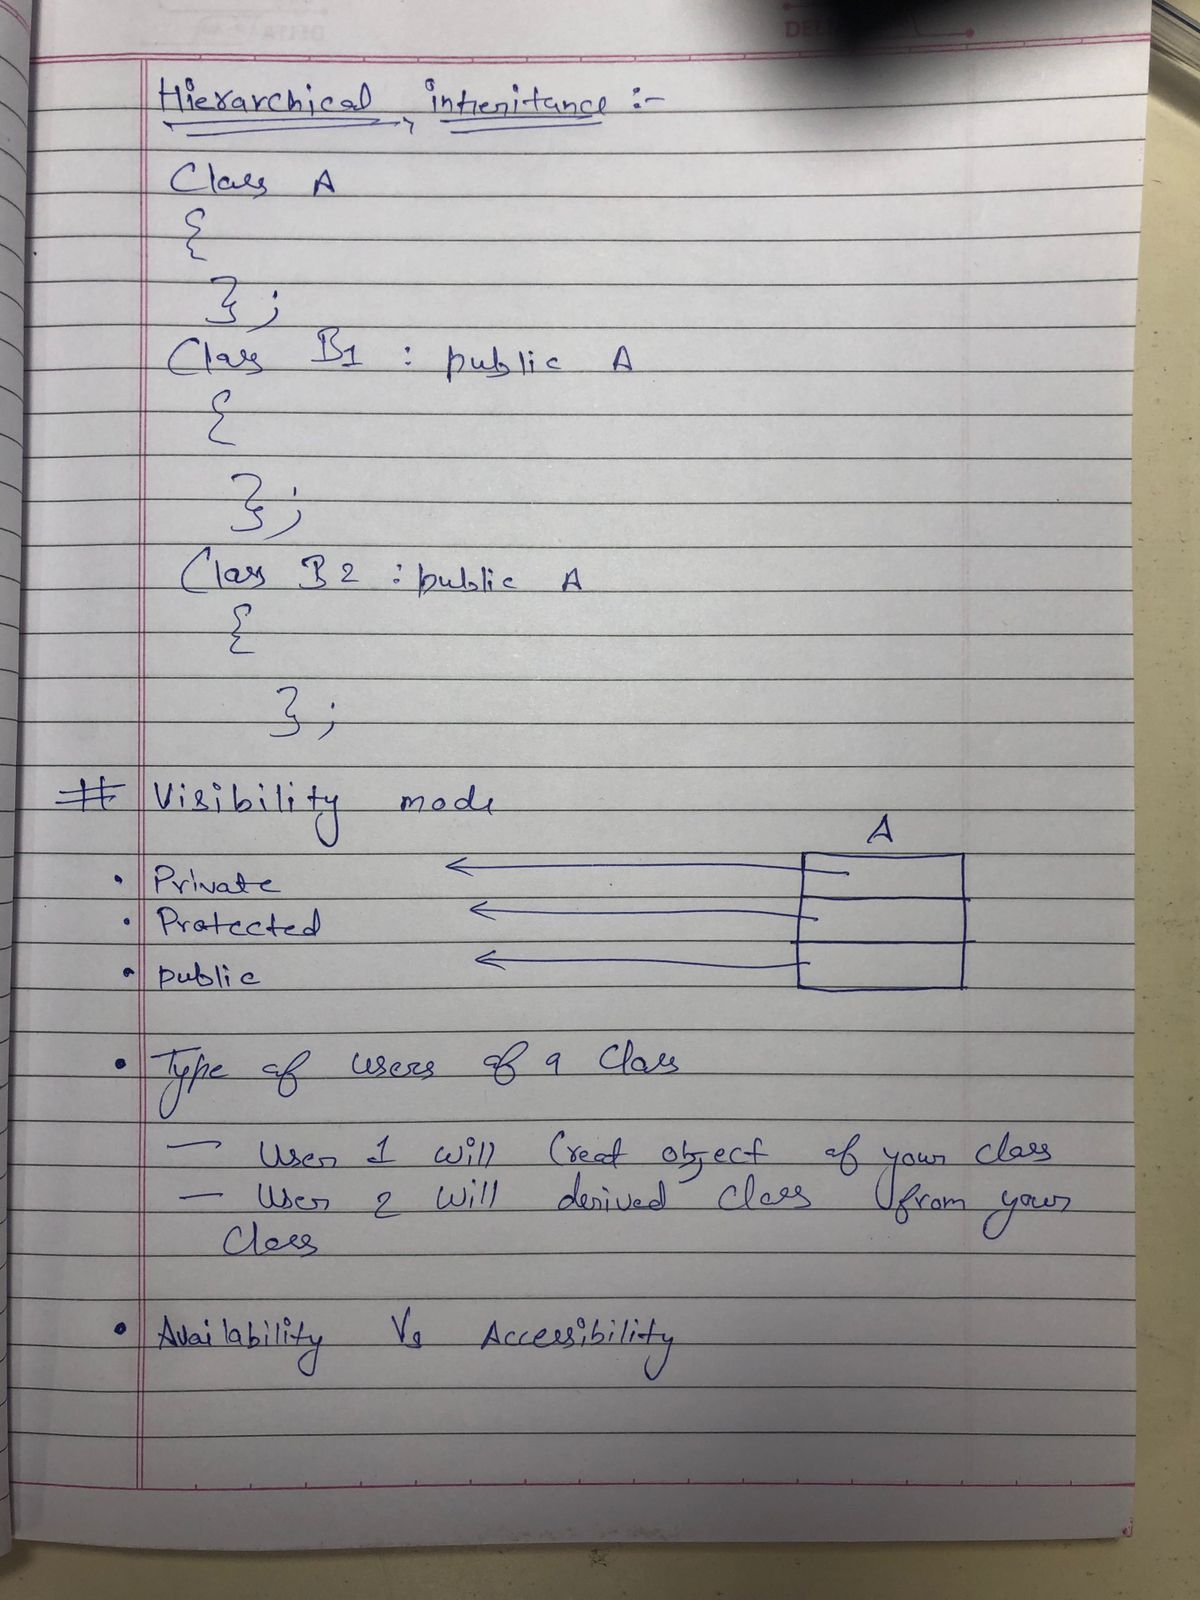 Hierarchical inheritance :-
Class A
{
};
Class B1 : public A
{
};
Class B2 : public A
{
};
# Visibility mode
A
• Private
• Protected
• public
• Type of users of a Class
— User 1 will Creat object of your class
— User 2 will derived class from your
Class
• Availability Vs Accessibility